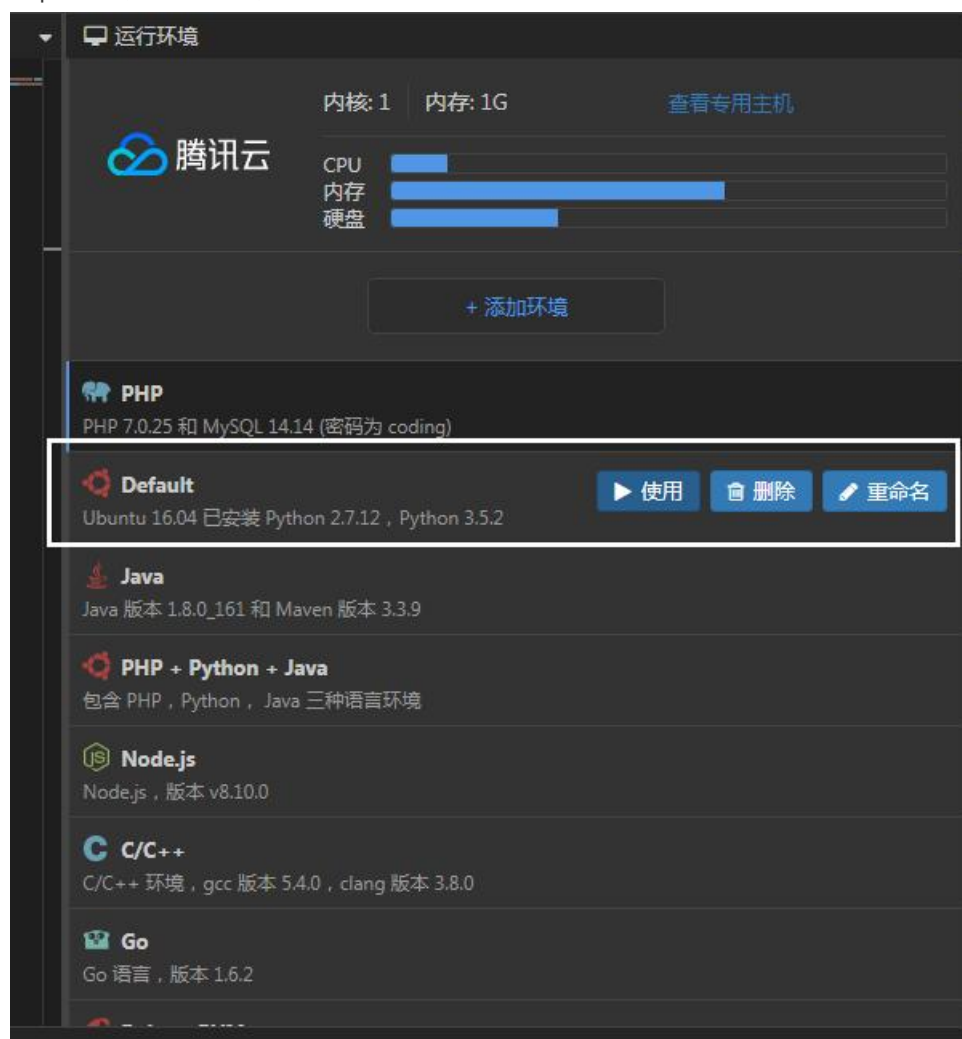 运行环境
内核: 1 内存: 1G 查看专用主机
腾讯云
CPU
内存
硬盘
+ 添加环境
PHP
PHP 7.0.25 和 MySQL 14.14 (密码为 coding)
Default
使用 删除 重命名
Ubuntu 16.04 已安装 Python 2.7.12 , Python 3.5.2
Java
Java 版本 1.8.0_161 和 Maven 版本 3.3.9
PHP + Python + Java
包含 PHP , Python , Java 三种语言环境
Node.js
Node.js , 版本 v8.10.0
C/C++
C/C++ 环境 , gcc 版本 5.4.0 , clang 版本 3.8.0
Go
Go 语言 , 版本 1.6.2